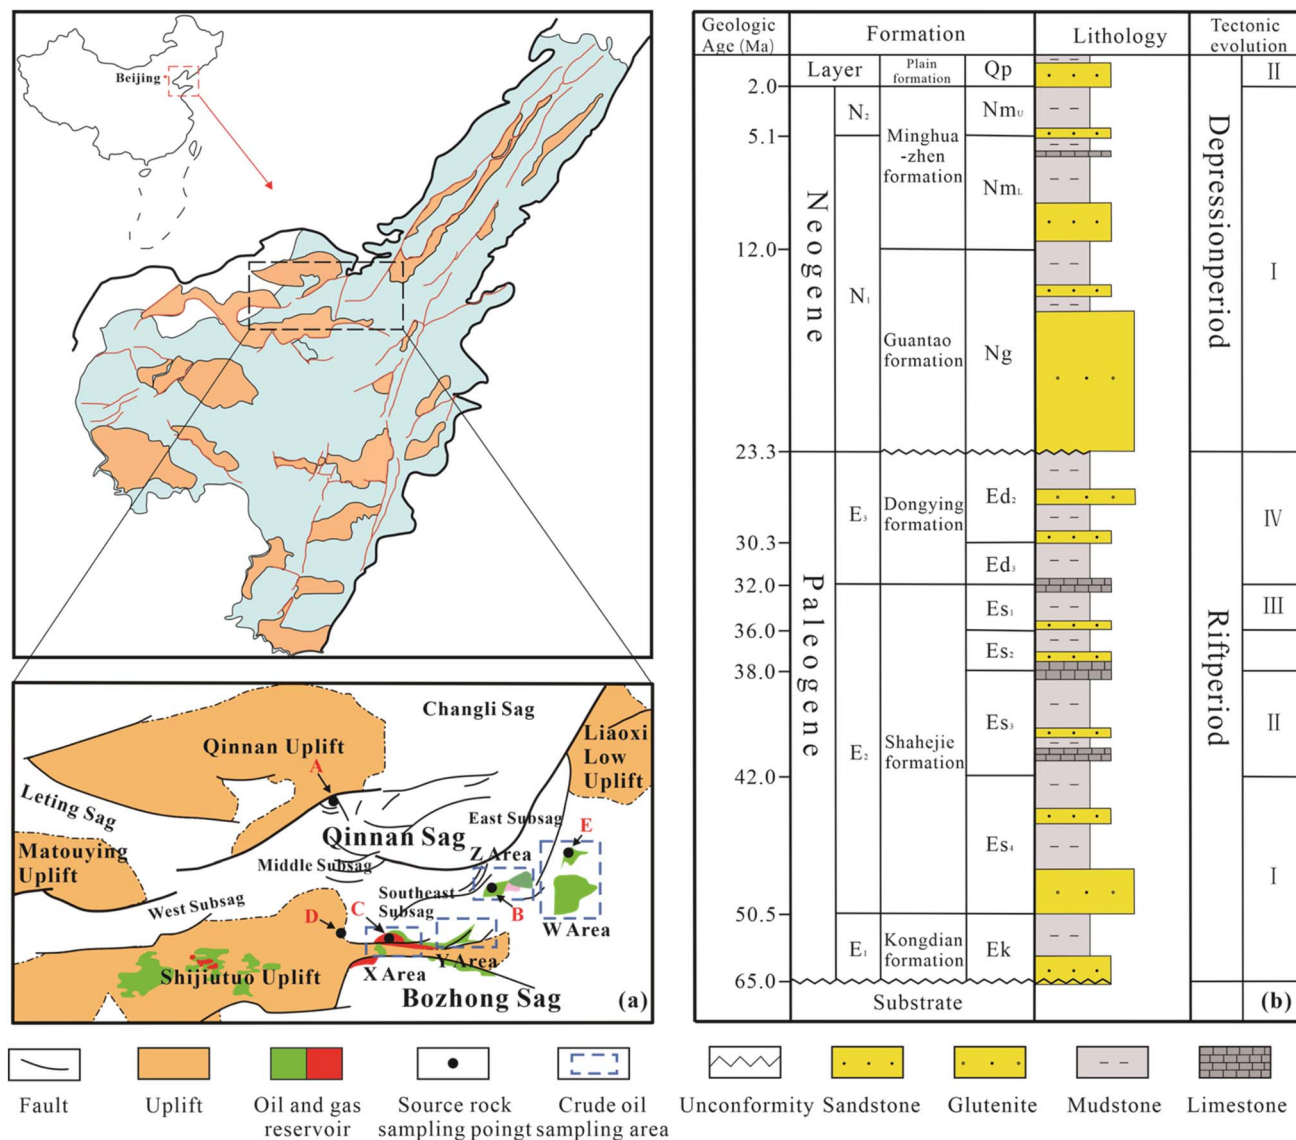 Beijing
Changli Sag
Qinnan Uplift
Liaoxi
Low
Uplift
A
Leting Sag
Qinnan Sag
East Subsag
E
Matouying
Uplift
Middle Subsag
Z Area
West Subsag
Southeast
Subsag
D
C
B
W Area
Shijiutuo Uplift
X Area
Y Area
Bozhong Sag
(a)
Geologic
Age (Ma)
Formation
Lithology
Tectonic
evolution
Layer
Plain
formation
Qp
II
2.0
N2
NmU
5.1
Minghua
-zhen
formation
NmL
12.0
Neogene
Depressionperiod
I
N1
Guantao
formation
Ng
23.3
E3
Dongying
formation
Ed2
IV
30.3
Ed3
32.0
Es1
III
36.0
Es2
38.0
Paleogene
Riftperiod
Es3
II
E2
Shahejie
formation
42.0
Es4
I
50.5
E1
Kongdian
formation
Ek
65.0
Substrate
(b)
Fault
Uplift
Oil and gas
reservoir
Source rock
sampling poingt
Crude oil
sampling area
Unconformity
Sandstone
Glutenite
Mudstone
Limestone